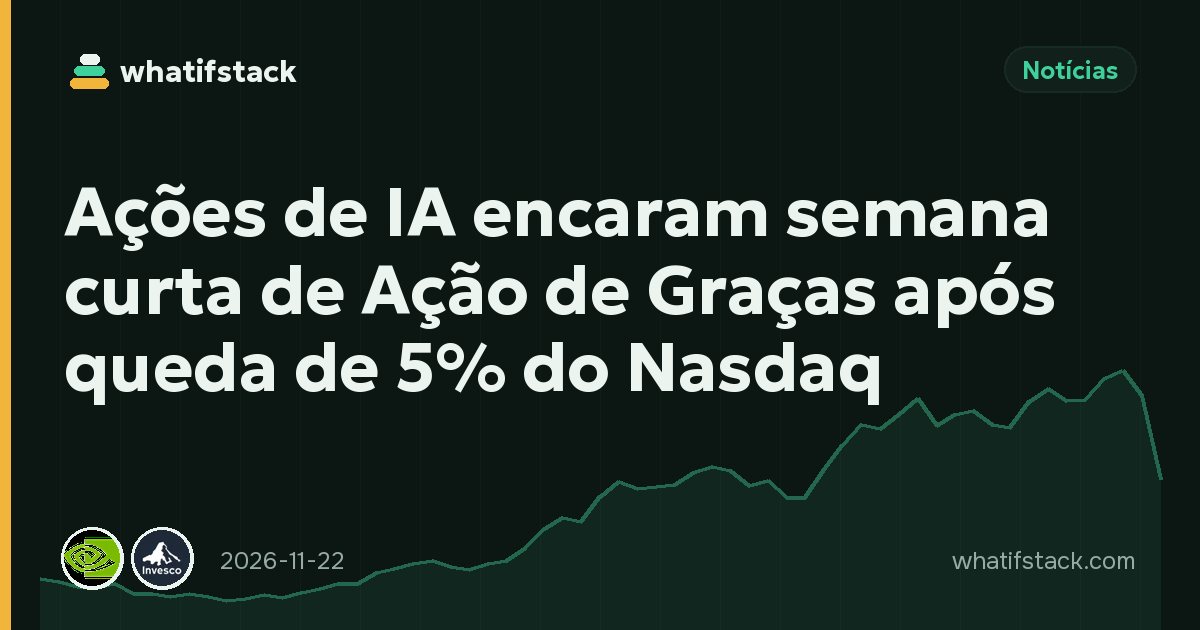 whatifstack
Notícias
Ações de IA encaram semana
curta de Ação de Graças após
queda de 5% do Nasdaq
Invesco
2026-11-22
whatifstack.com